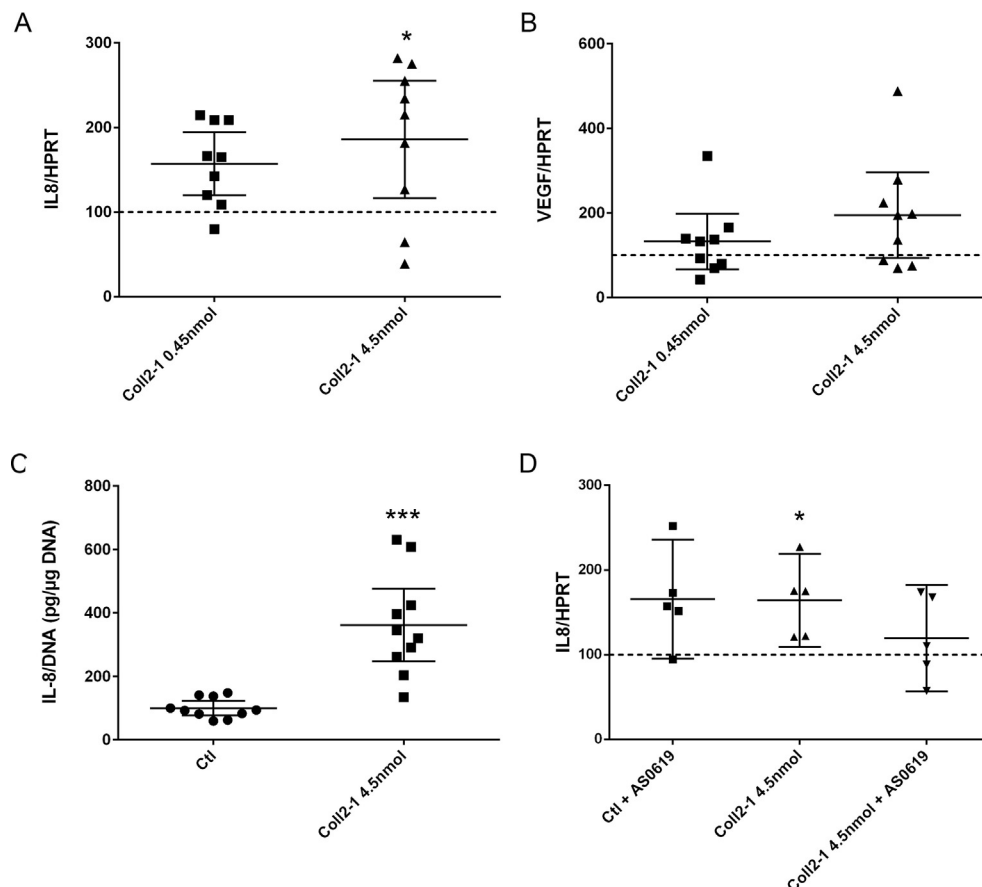 A
IL8/HPRT
300
200
100
0
*
Coll2-1 0.45nmol
Coll2-1 4.5nmol
B
VEGF/HPRT
600
400
200
0
Coll2-1 0.45nmol
Coll2-1 4.5nmol
C
IL-8/DNA (pg/µg DNA)
800
600
400
200
0
***
Ctl
Coll2-1 4.5nmol
D
IL8/HPRT
300
200
100
0
*
Ctl + AS0619
Coll2-1 4.5nmol
Coll2-1 4.5nmol + AS0619